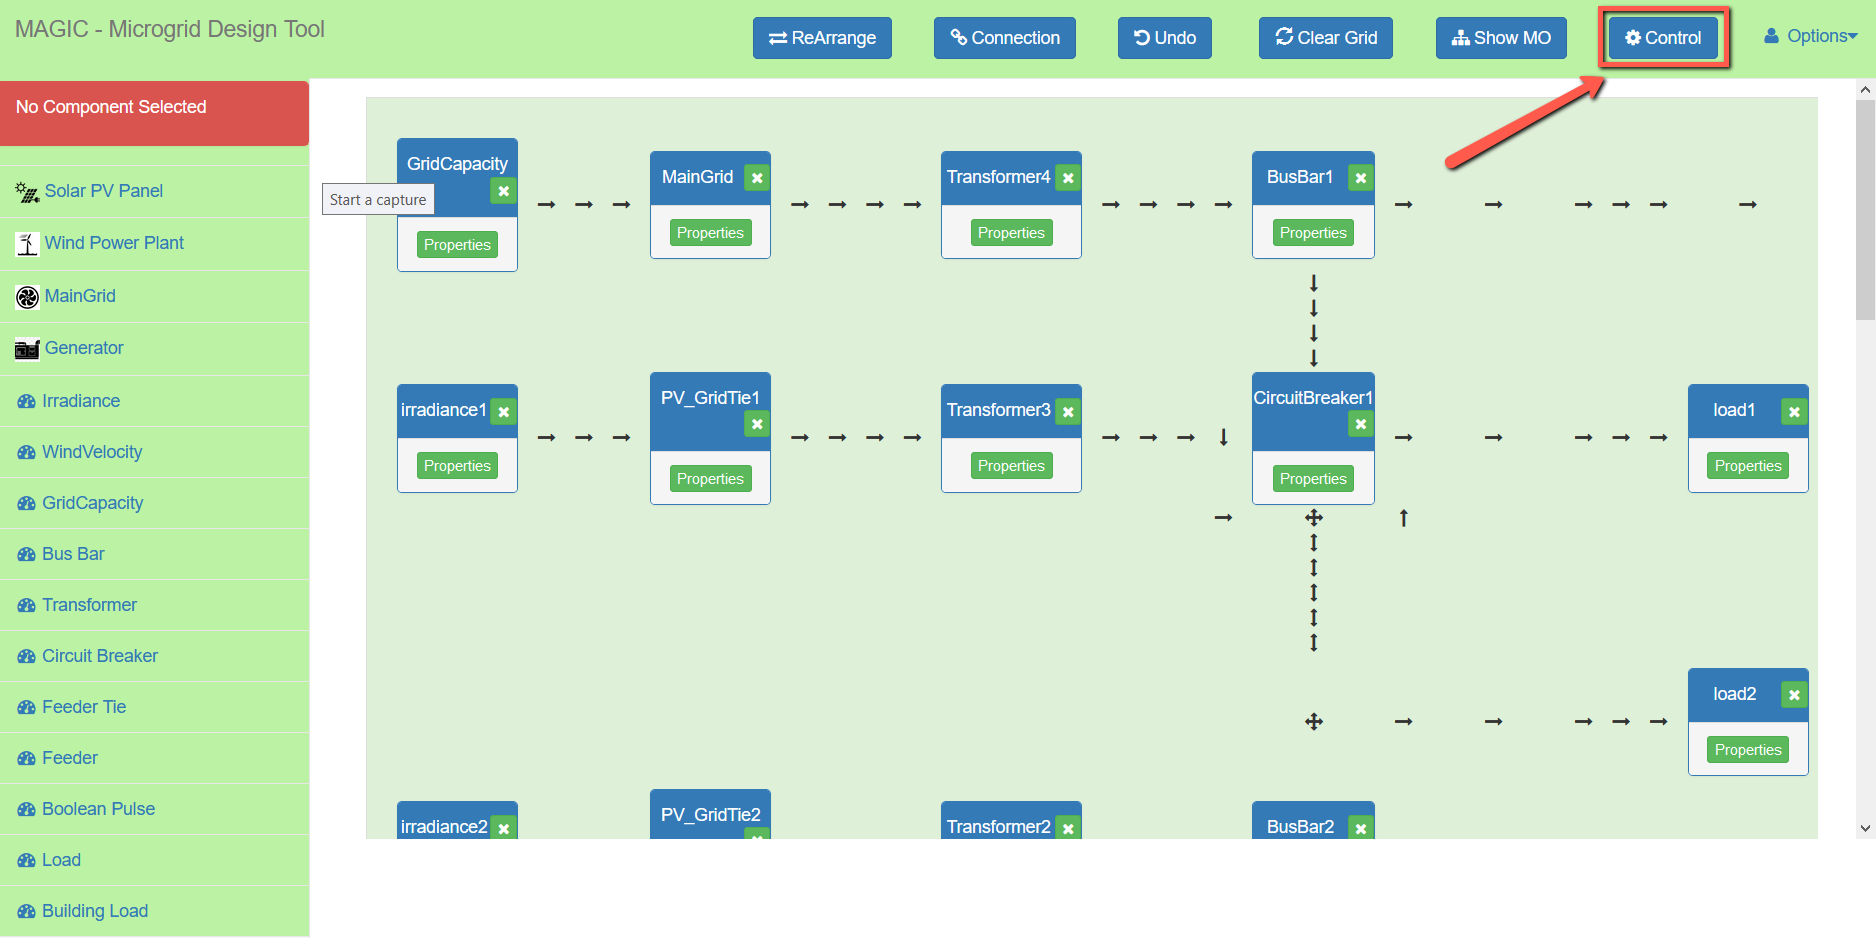 MAGIC - Microgrid Design Tool
ReArrange
Connection
Undo
Clear Grid
Show MO
Control
Options
No Component Selected
Solar PV Panel
Wind Power Plant
MainGrid
Generator
Irradiance
WindVelocity
GridCapacity
Bus Bar
Transformer
Circuit Breaker
Feeder Tie
Feeder
Boolean Pulse
Load
Building Load
GridCapacity
Start a capture
Properties
MainGrid
Properties
Transformer4
Properties
BusBar1
Properties
irradiance1
Properties
PV_GridTie1
Properties
Transformer3
Properties
CircuitBreaker1
Properties
load1
Properties
load2
Properties
irradiance2
PV_GridTie2
Transformer2
BusBar2